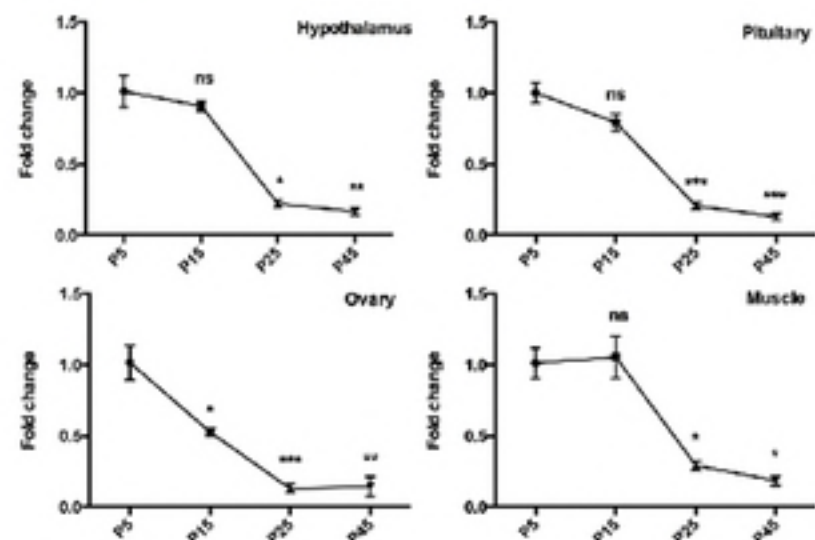 Hypothalamus
Fold change
1.5
1.0
0.5
0.0
ns
*
**
P5
P15
P25
P45
Pituitary
Fold change
1.5
1.0
0.5
0.0
ns
***
***
P5
P15
P25
P45
Ovary
Fold change
1.5
1.0
0.5
0.0
*
***
**
P5
P15
P25
P45
Muscle
Fold change
1.5
1.0
0.5
0.0
ns
*
*
P5
P15
P25
P45